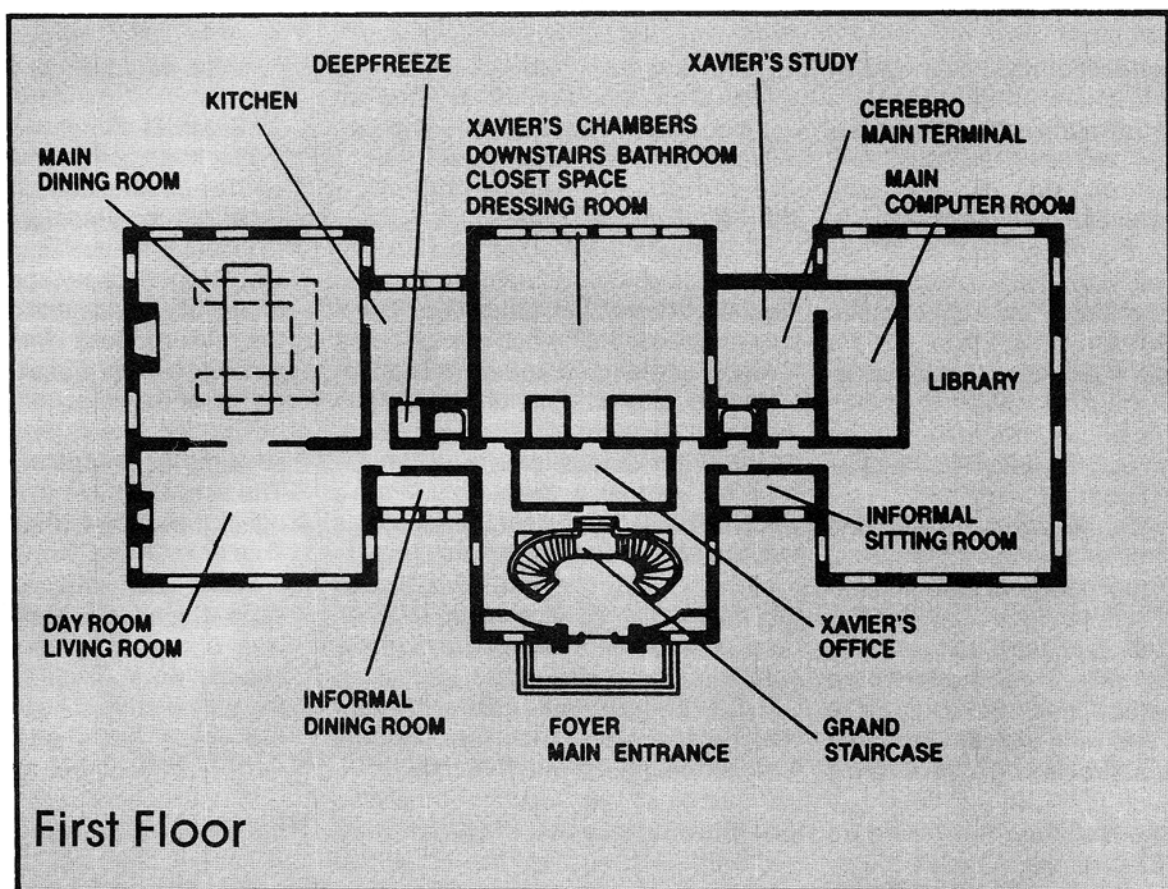 DEEPFREEZE
XAVIER'S STUDY
KITCHEN
CEREBRO
MAIN TERMINAL
XAVIER'S CHAMBERS
DOWNSTAIRS BATHROOM
CLOSET SPACE
DRESSING ROOM
MAIN
DINING ROOM
MAIN
COMPUTER ROOM
LIBRARY
INFORMAL
SITTING ROOM
DAY ROOM
LIVING ROOM
XAVIER'S
OFFICE
INFORMAL
DINING ROOM
FOYER
MAIN ENTRANCE
GRAND
STAIRCASE
First Floor